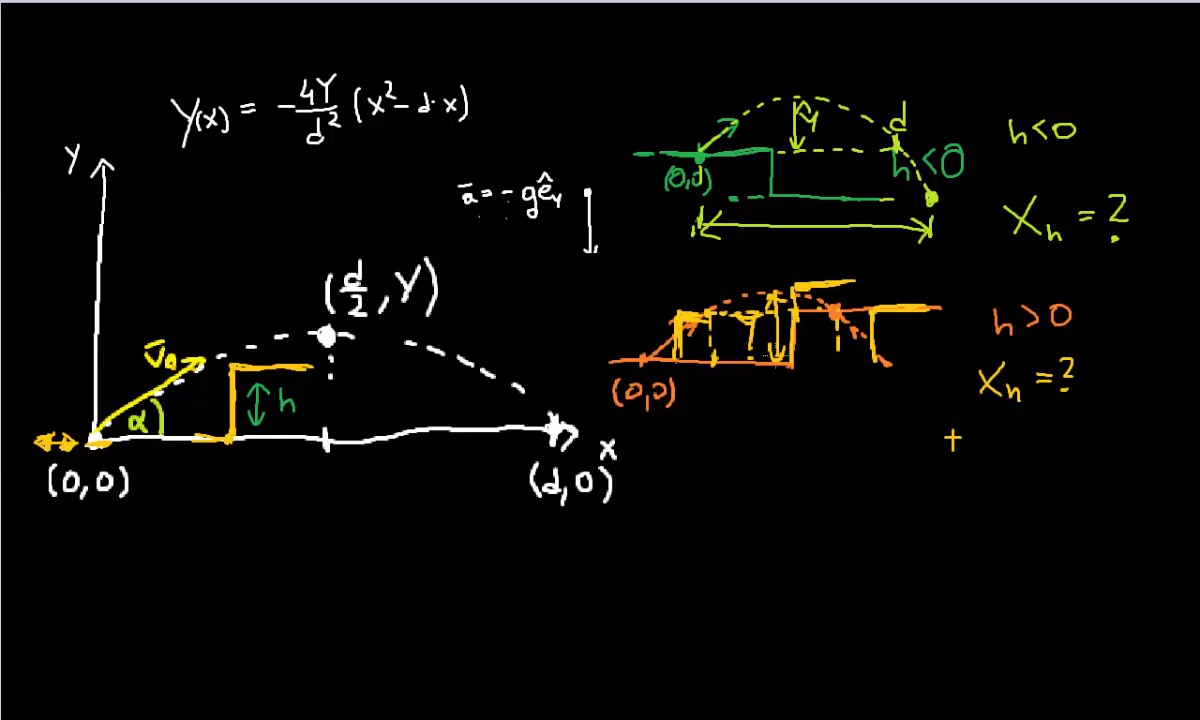 Y(x) = -4Y/d² (x² - d·x)
Y
ā = -gê_y
(d/2, Y)
v̄₀
α
h
x
(0,0)
(d,0)
Y
d
h<0
(0,0)
h<0
X_h = ?
Y
(0,0)
h>0
X_h = ?
+